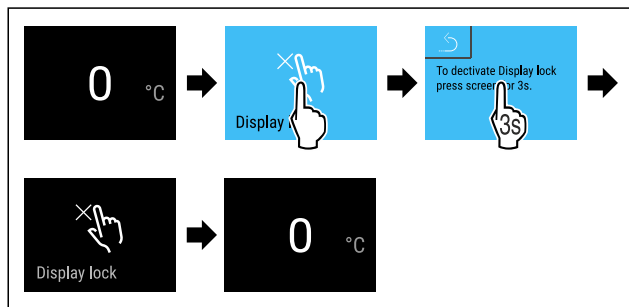 0 °C
Display
To dectivate Display lock
press screen for 3s.
3s
Display lock
0 °C